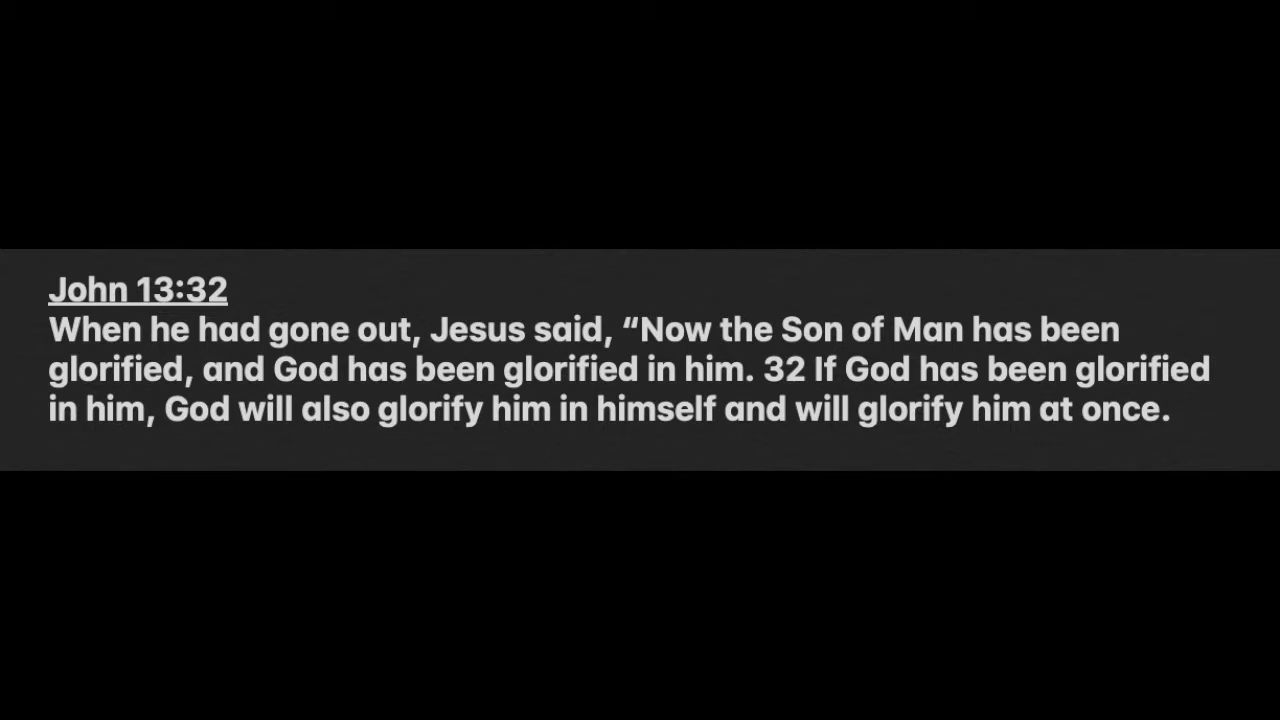 John 13:32
When he had gone out, Jesus said, “Now the Son of Man has been
glorified, and God has been glorified in him. 32 If God has been glorified
in him, God will also glorify him in himself and will glorify him at once.